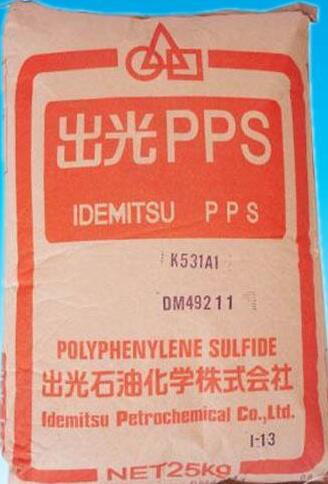 出光PPS
IDEMITSU PPS
K531A1
DM49211
POLYPHENYLENE SULFIDE
出光石油化学株式会社
Idemitsu Petrochemical Co.,Ltd.
I-13
NET25kg